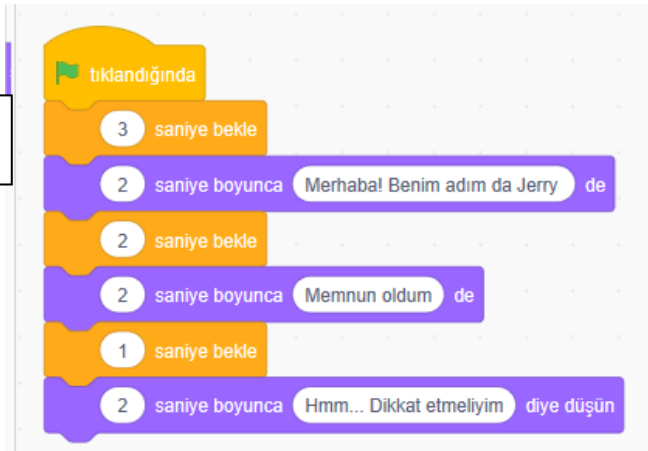 tıklandığında
3 saniye bekle
2 saniye boyunca Merhaba! Benim adım da Jerry de
2 saniye bekle
2 saniye boyunca Memnun oldum de
1 saniye bekle
2 saniye boyunca Hmm... Dikkat etmeliyim diye düşün